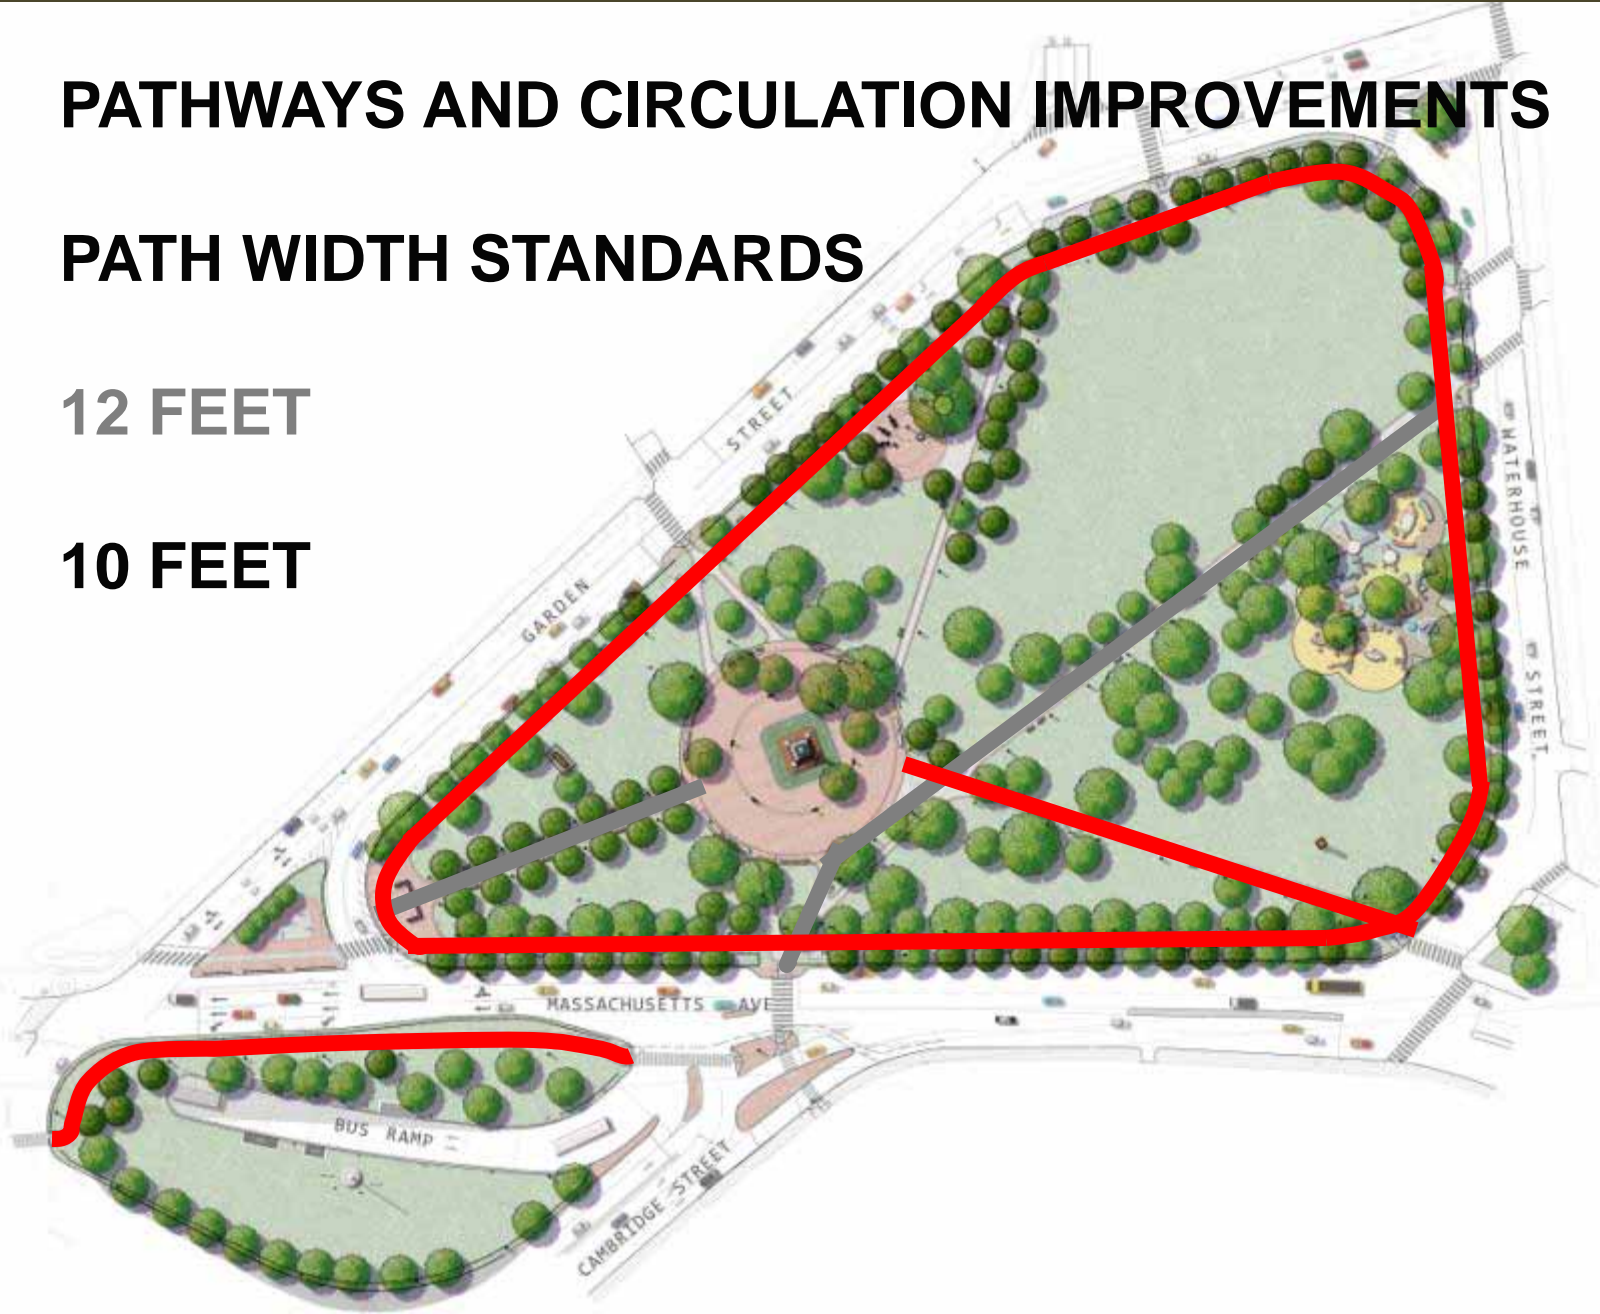 PATHWAYS AND CIRCULATION IMPROVEMENTS
PATH WIDTH STANDARDS
12 FEET
10 FEET
GARDEN
STREET
WATERHOUSE
STREET
MASSACHUSETTS AVE
BUS RAMP
CAMBRIDGE STREET